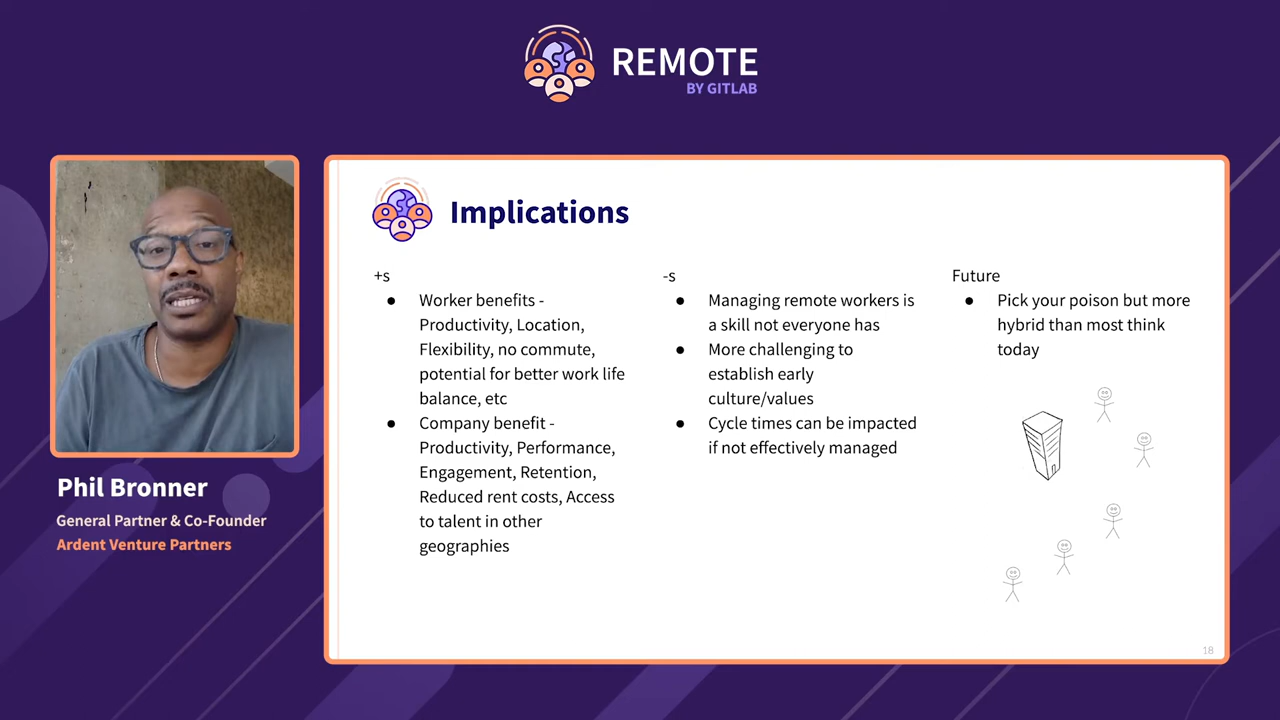 REMOTE
BY GITLAB
Phil Bronner
General Partner & Co-Founder
Ardent Venture Partners
Implications
+s
● Worker benefits -
Productivity, Location,
Flexibility, no commute,
potential for better work life
balance, etc
● Company benefit -
Productivity, Performance,
Engagement, Retention,
Reduced rent costs, Access
to talent in other
geographies
-s
● Managing remote workers is
a skill not everyone has
● More challenging to
establish early
culture/values
● Cycle times can be impacted
if not effectively managed
Future
● Pick your poison but more
hybrid than most think
today
18